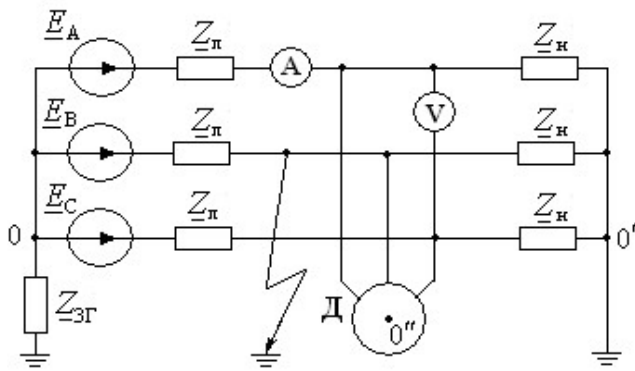 E_A Z_л A Z_н
E_B Z_л V Z_н
E_C Z_л Z_н
0 0'
Z_ЗГ Д 0"